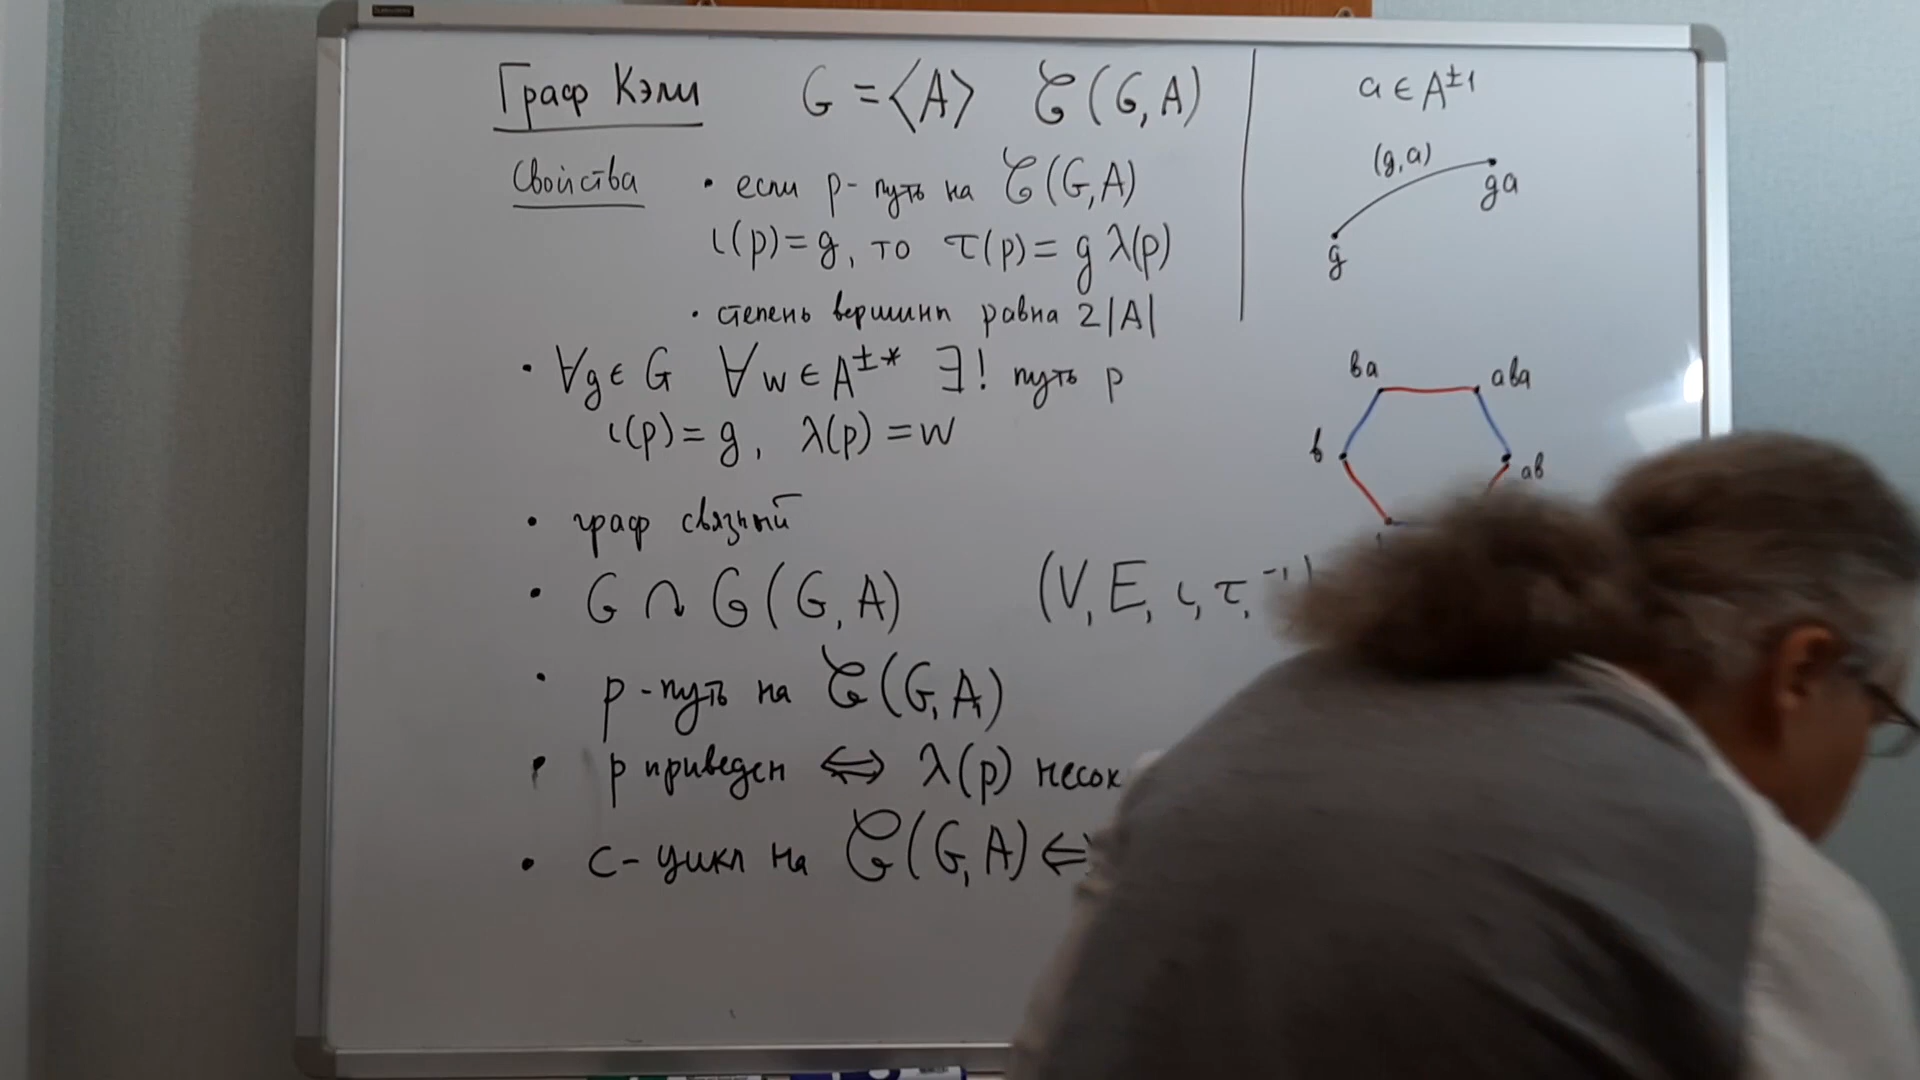 Граф Кэли G = ⟨A⟩ 𝒞(G, A)
Свойства • если p - путь на 𝒞(G, A)
ι(p) = g, то τ(p) = g λ(p)
• степень вершины равна 2|A|
• ∀g ∈ G ∀w ∈ A^{±*} ∃! путь p
ι(p) = g, λ(p) = w
• граф связный
• G ↷ G(G, A) (V, E, ι, τ, ⁻¹)
• p - путь на 𝒞(G, A)
• p приведен ⟺ λ(p) несок
• c - цикл на 𝒞(G, A) ⟺
a ∈ A^{±1}
(g, a)
ga
g
ba aba
b ab